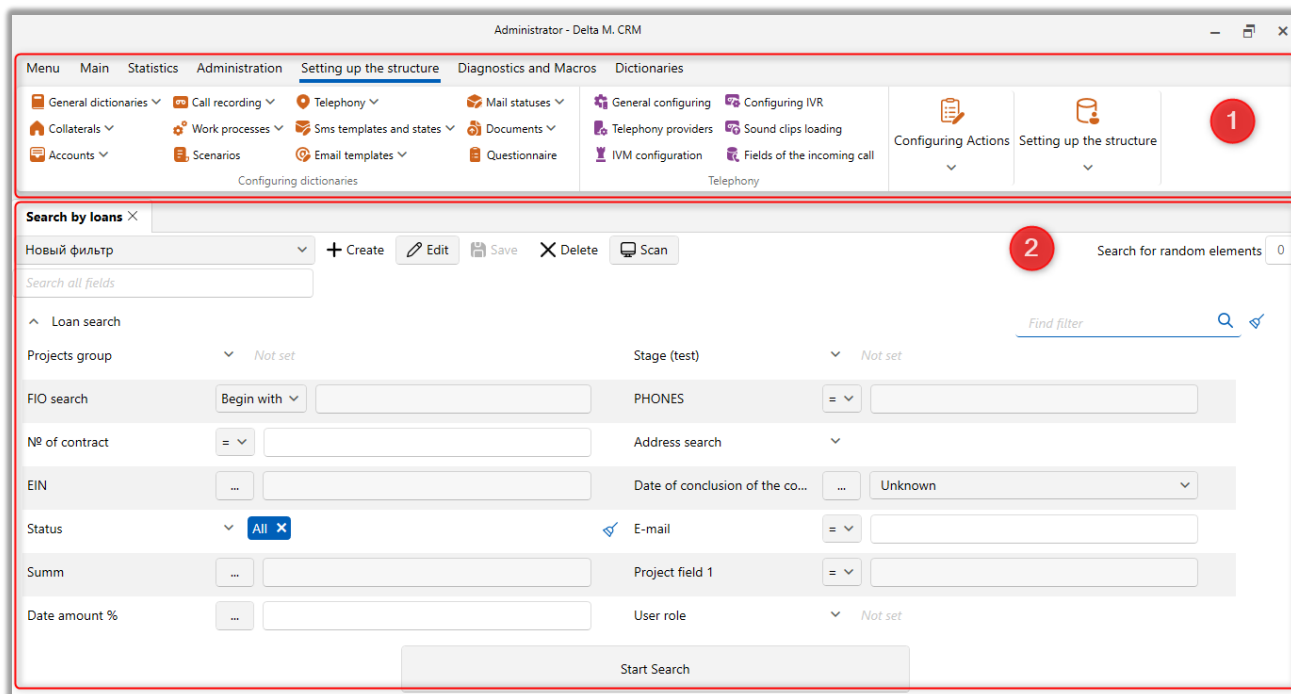 Administrator - Delta M. CRM
Menu Main Statistics Administration Setting up the structure Diagnostics and Macros Dictionaries
General dictionaries Call recording Telephony Mail statuses General configuring Configuring IVR
Collaterals Work processes Sms templates and states Documents Telephony providers Sound clips loading
Configuring Actions Setting up the structure
1
Accounts Scenarios Email templates Questionnaire IVM configuration Fields of the incoming call
Configuring dictionaries Telephony
Search by loans
Новый фильтр Create Edit Save Delete Scan 2 Search for random elements 0
Search all fields
Loan search Find filter
Projects group Not set Stage (test) Not set
FIO search Begin with PHONES =
Nº of contract = Address search
EIN ... Date of conclusion of the co... ... Unknown
Status All E-mail =
Summ ... Project field 1 =
Date amount % ... User role Not set
Start Search